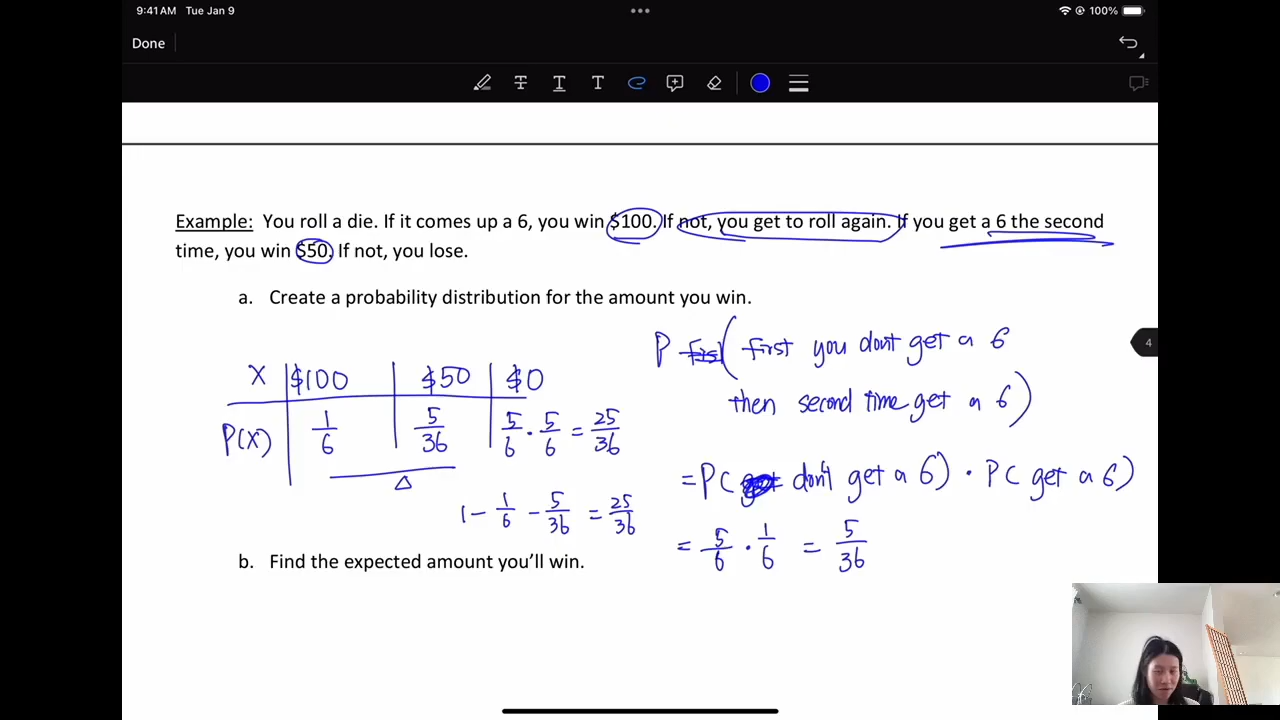 9:41 AM Tue Jan 9
100%
Done
T T T
Example: You roll a die. If it comes up a 6, you win $100. If not, you get to roll again. If you get a 6 the second
time, you win $50. If not, you lose.
a. Create a probability distribution for the amount you win.
P (first you don't get a 6
then second time get a 6)
X $100 $50 $0
P(X) 1/6 5/36 5/6 · 5/6 = 25/36
= P( don't get a 6) · P( get a 6)
1 - 1/6 - 5/36 = 25/36
= 5/6 · 1/6 = 5/36
b. Find the expected amount you'll win.
4